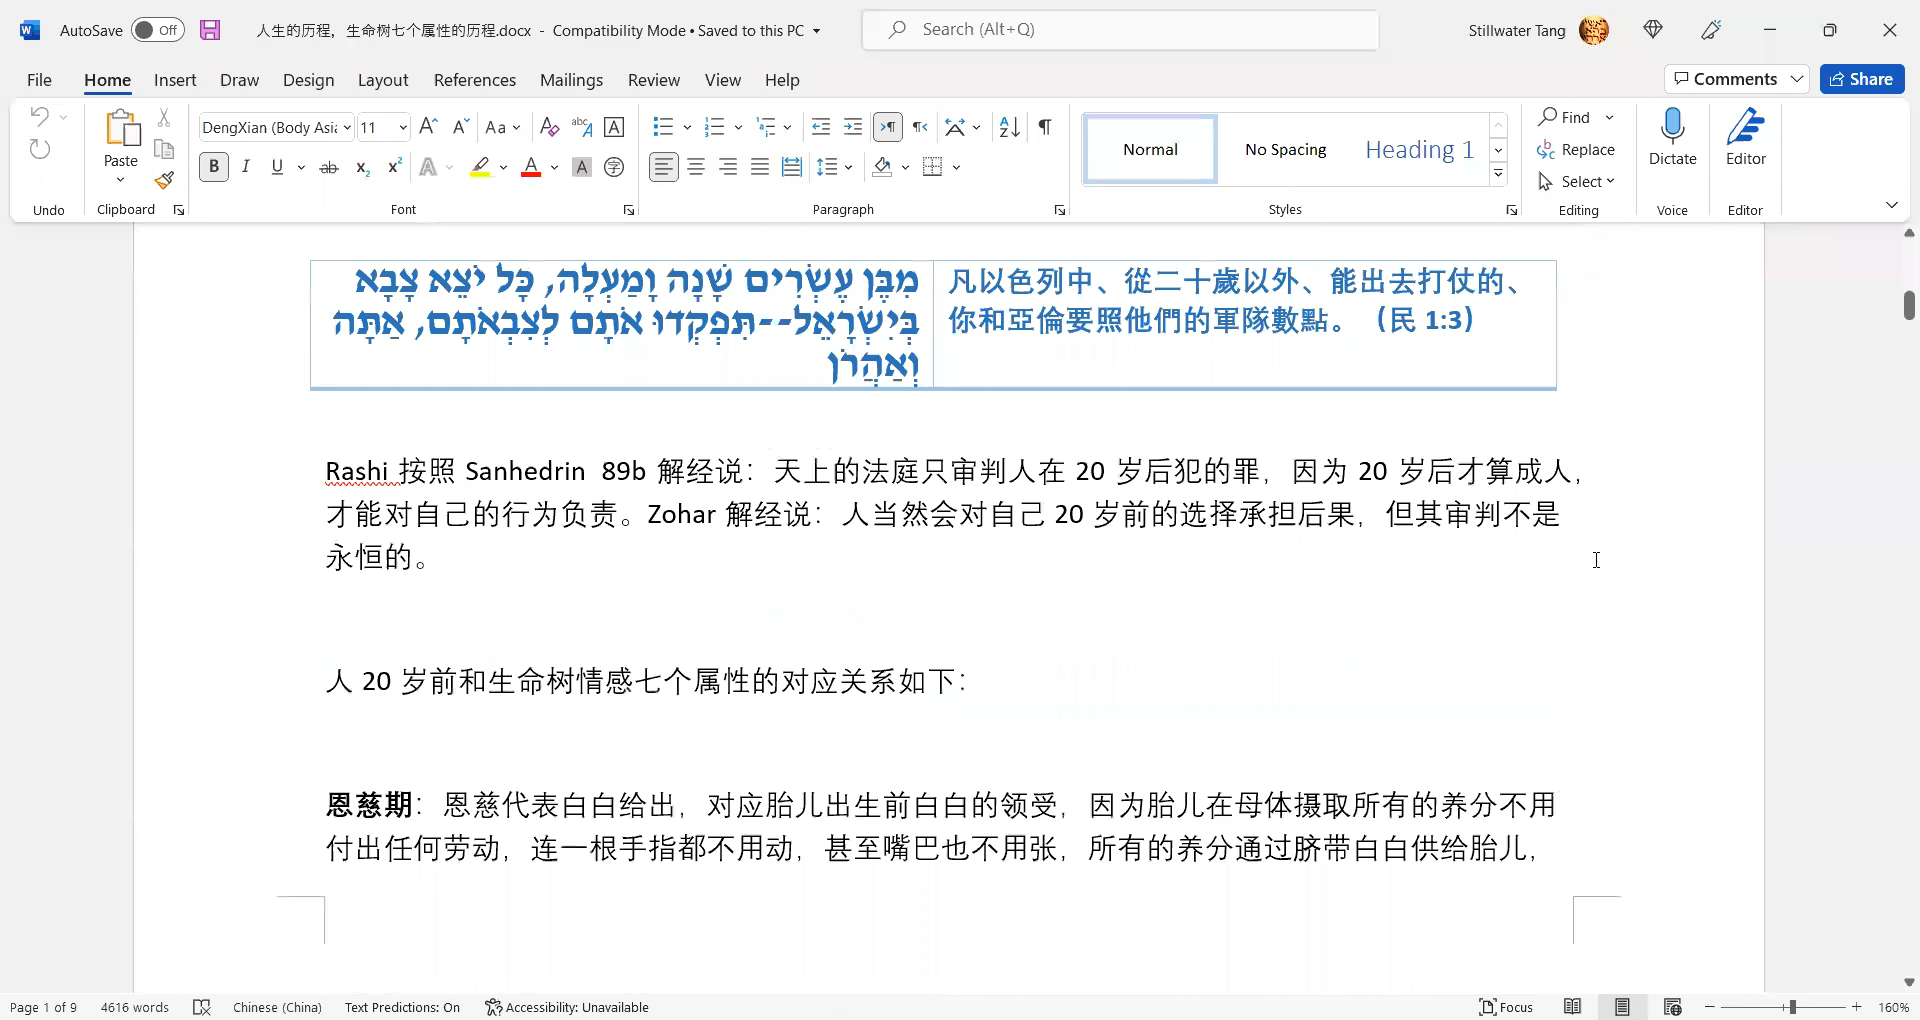 AutoSave Off 人生的历程，生命树七个属性的历程.docx - Compatibility Mode • Saved to this PC Search (Alt+Q) Stillwater Tang
File Home Insert Draw Design Layout References Mailings Review View Help Comments Share
DengXian (Body Asia 11
Paste
Normal No Spacing Heading 1
Find
Replace
Select
Dictate
Editor
Undo Clipboard Font Paragraph Styles Editing Voice Editor
מִבֶּן עֶשְׂרִים שָׁנָה וָמַעְלָה, כָּל יֹצֵא צָבָא
בְּיִשְׂרָאֵל--תִּפְקְדוּ אֹתָם לְצִבְאֹתָם, אַתָּה
וְאַהֲרֹן
凡以色列中、從二十歲以外、能出去打仗的、
你和亞倫要照他們的軍隊數點。（民 1:3）
Rashi 按照 Sanhedrin 89b 解经说：天上的法庭只审判人在 20 岁后犯的罪，因为 20 岁后才算成人，
才能对自己的行为负责。Zohar 解经说：人当然会对自己 20 岁前的选择承担后果，但其审判不是
永恒的。
人 20 岁前和生命树情感七个属性的对应关系如下：
恩慈期：恩慈代表白白给出，对应胎儿出生前白白的领受，因为胎儿在母体摄取所有的养分不用
付出任何劳动，连一根手指都不用动，甚至嘴巴也不用张，所有的养分通过脐带白白供给胎儿，
Page 1 of 9 4616 words Chinese (China) Text Predictions: On Accessibility: Unavailable Focus 160%